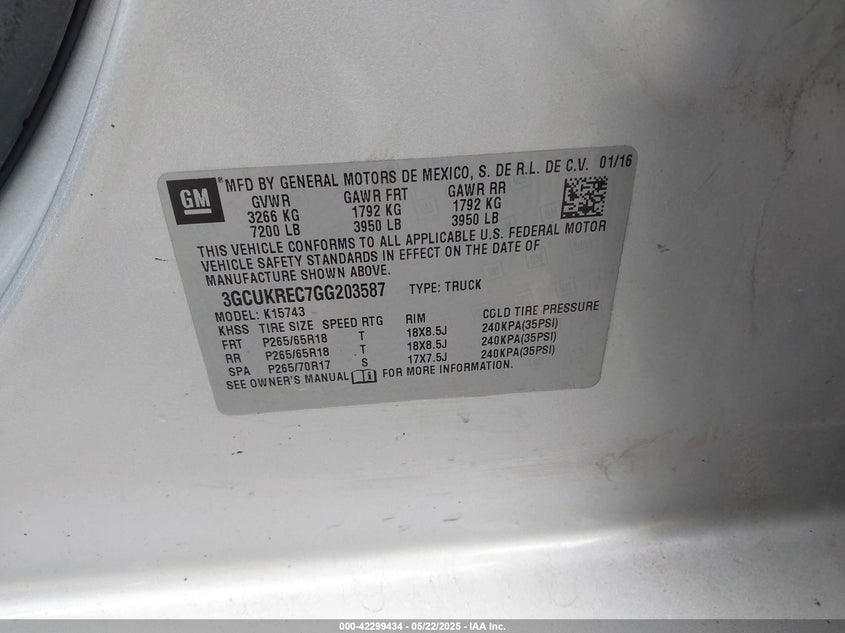 GM
® MFD BY GENERAL MOTORS DE MEXICO, S. DE R.L. DE C.V. 01/16
GVWR GAWR FRT GAWR RR
3266 KG 1792 KG 1792 KG
7200 LB 3950 LB 3950 LB
THIS VEHICLE CONFORMS TO ALL APPLICABLE U.S. FEDERAL MOTOR
VEHICLE SAFETY STANDARDS IN EFFECT ON THE DATE OF
MANUFACTURE SHOWN ABOVE.
3GCUKREC7GG203587 TYPE: TRUCK
MODEL: K15743
KHSS TIRE SIZE SPEED RTG RIM COLD TIRE PRESSURE
FRT P265/65R18 T 18X8.5J 240KPA(35PSI)
RR P265/65R18 T 18X8.5J 240KPA(35PSI)
SPA P265/70R17 S 17X7.5J 240KPA(35PSI)
SEE OWNER'S MANUAL FOR MORE INFORMATION.
000-42299434 - 05/22/2025 - IAA Inc.